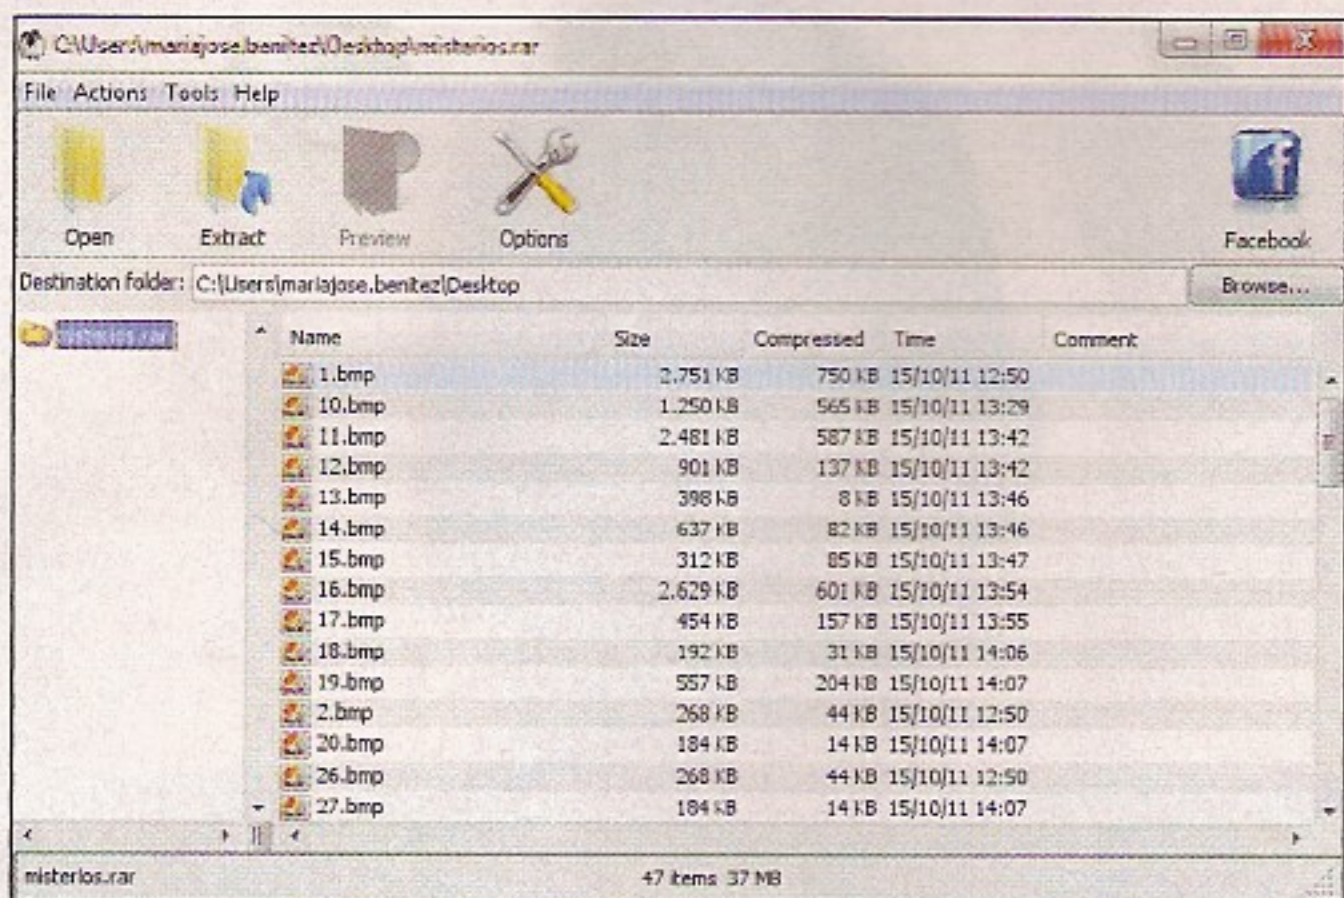 C:\Users\mariajose.benitez\Desktop\misterios.rar
File Actions Tools Help
Open Extract Preview Options Facebook
Destination folder: C:\Users\mariajose.benitez\Desktop Browse...
misterios.rar
Name Size Compressed Time Comment
1.bmp 2.751 KB 750 KB 15/10/11 12:50
10.bmp 1.250 KB 565 KB 15/10/11 13:29
11.bmp 2.481 KB 587 KB 15/10/11 13:42
12.bmp 901 KB 137 KB 15/10/11 13:42
13.bmp 398 KB 8 KB 15/10/11 13:46
14.bmp 637 KB 82 KB 15/10/11 13:46
15.bmp 312 KB 85 KB 15/10/11 13:47
16.bmp 2.629 KB 601 KB 15/10/11 13:54
17.bmp 454 KB 157 KB 15/10/11 13:55
18.bmp 192 KB 31 KB 15/10/11 14:06
19.bmp 557 KB 204 KB 15/10/11 14:07
2.bmp 268 KB 44 KB 15/10/11 12:50
20.bmp 184 KB 14 KB 15/10/11 14:07
26.bmp 268 KB 44 KB 15/10/11 12:50
27.bmp 184 KB 14 KB 15/10/11 14:07
misterios.rar 47 items 37 MB